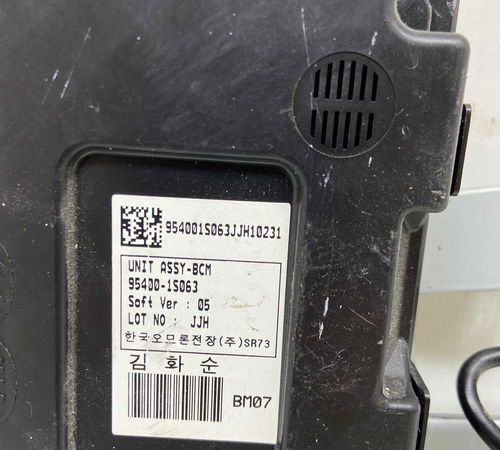 954001S063JJH10231
UNIT ASSY-BCM
95400-1S063
Soft Ver : 05
LOT NO : JJH
한국오므론전장(주)SR73
김화순
BM07